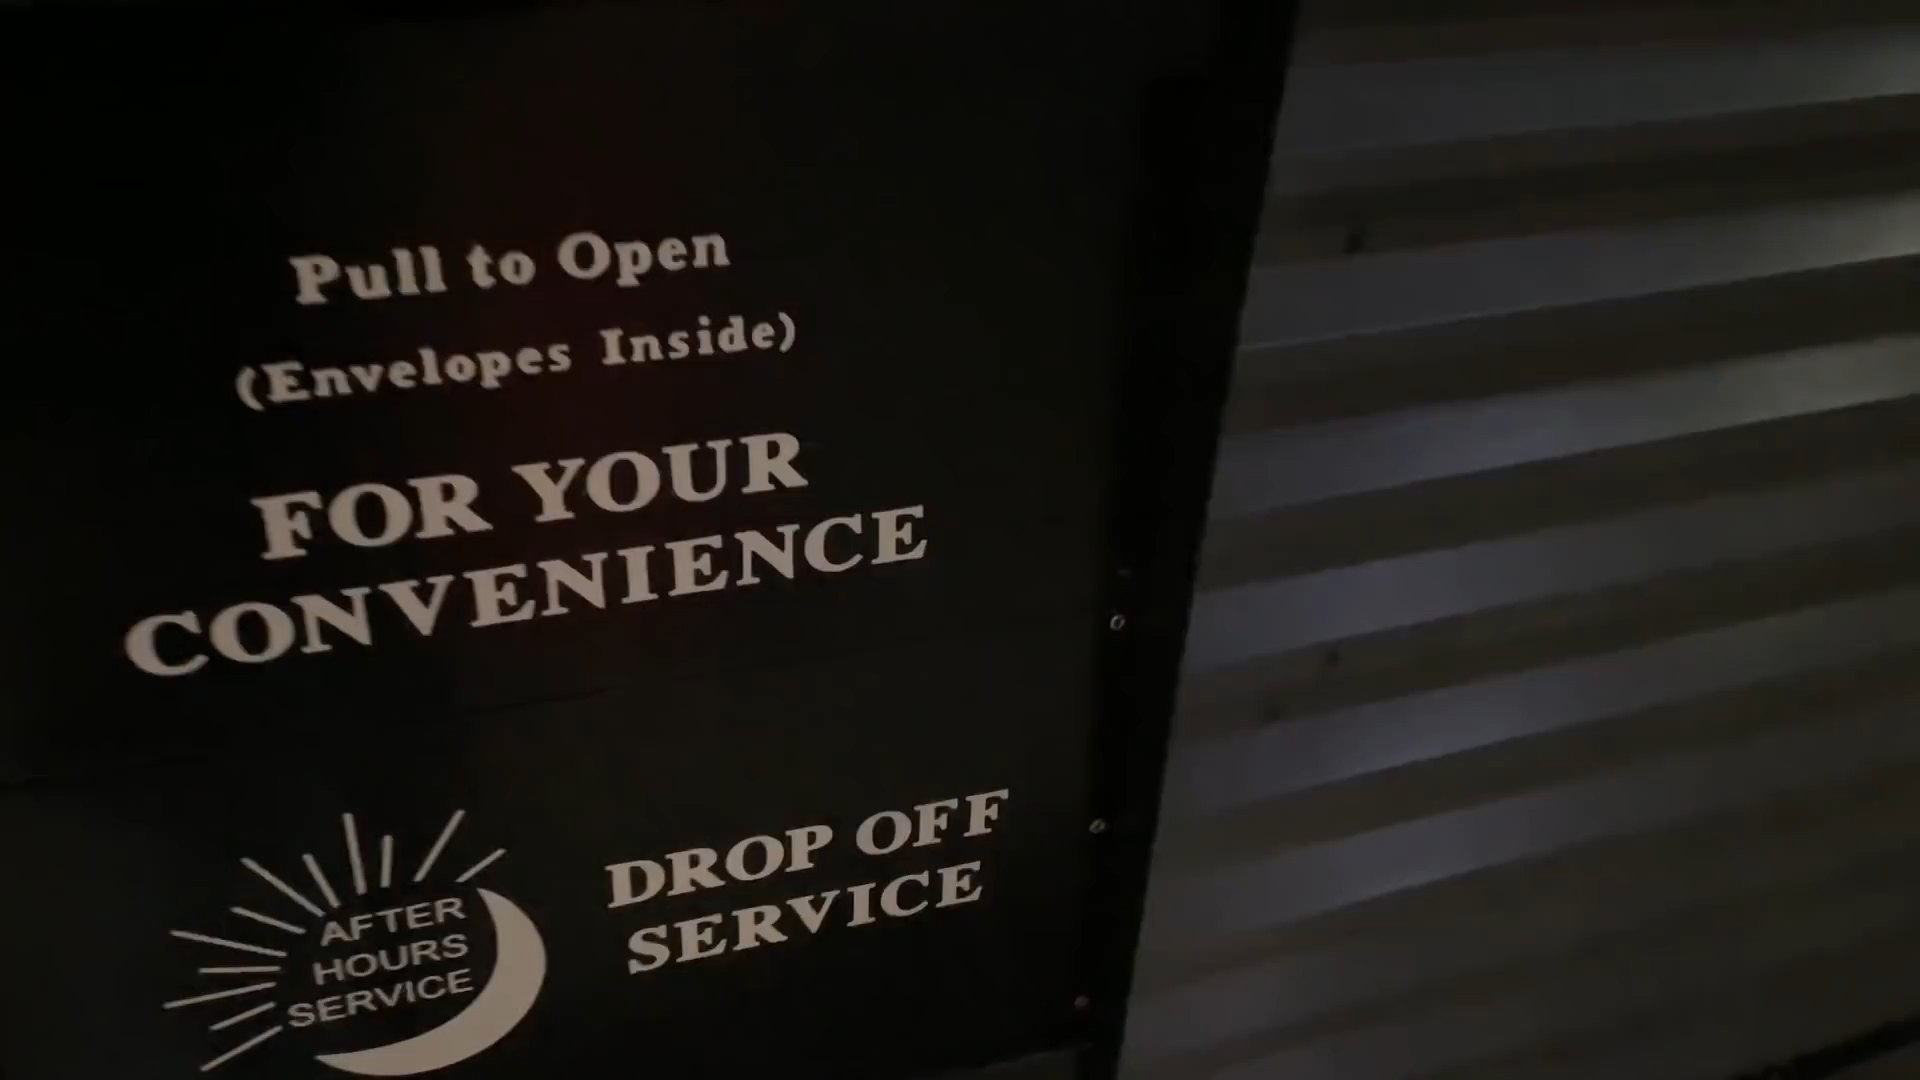 Pull to Open
(Envelopes Inside)
FOR YOUR
CONVENIENCE
AFTER
HOURS
SERVICE
DROP OFF
SERVICE